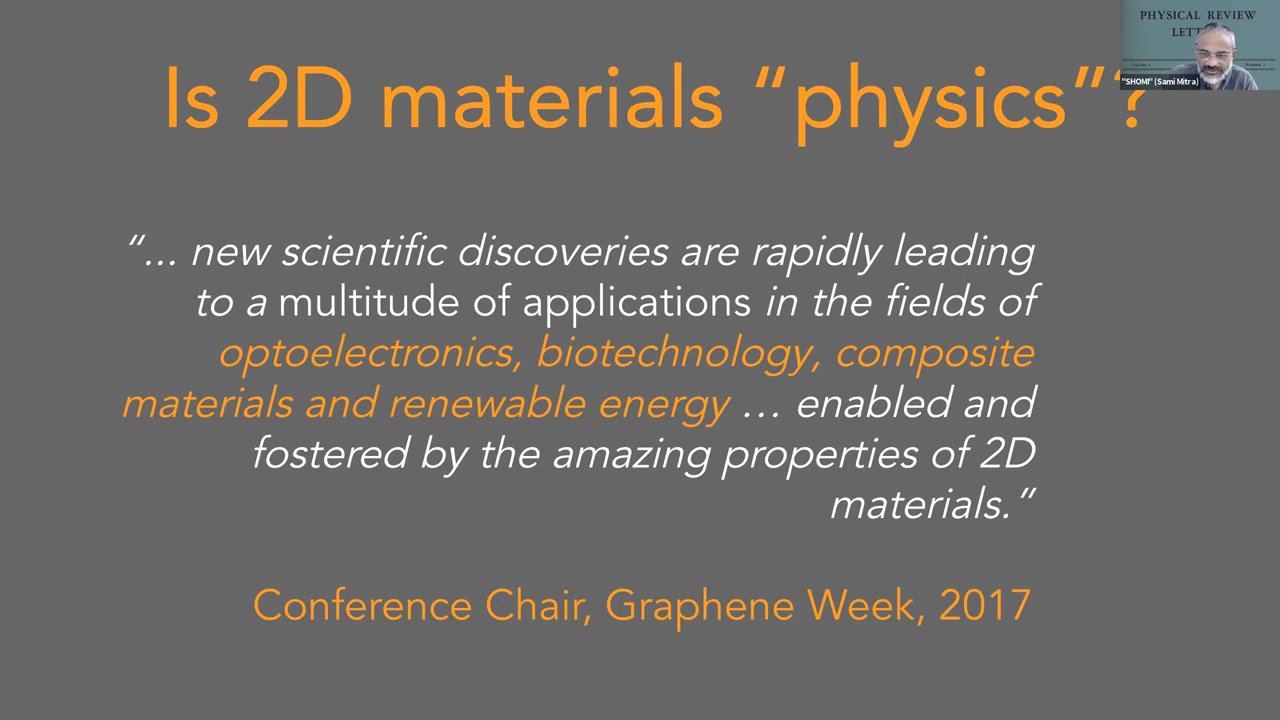 PHYSICAL REVIEW
LETT
"SHOMI" (Sami Mitra)
Is 2D materials “physics”?
“... new scientific discoveries are rapidly leading
to a multitude of applications in the fields of
optoelectronics, biotechnology, composite
materials and renewable energy … enabled and
fostered by the amazing properties of 2D
materials.”
Conference Chair, Graphene Week, 2017